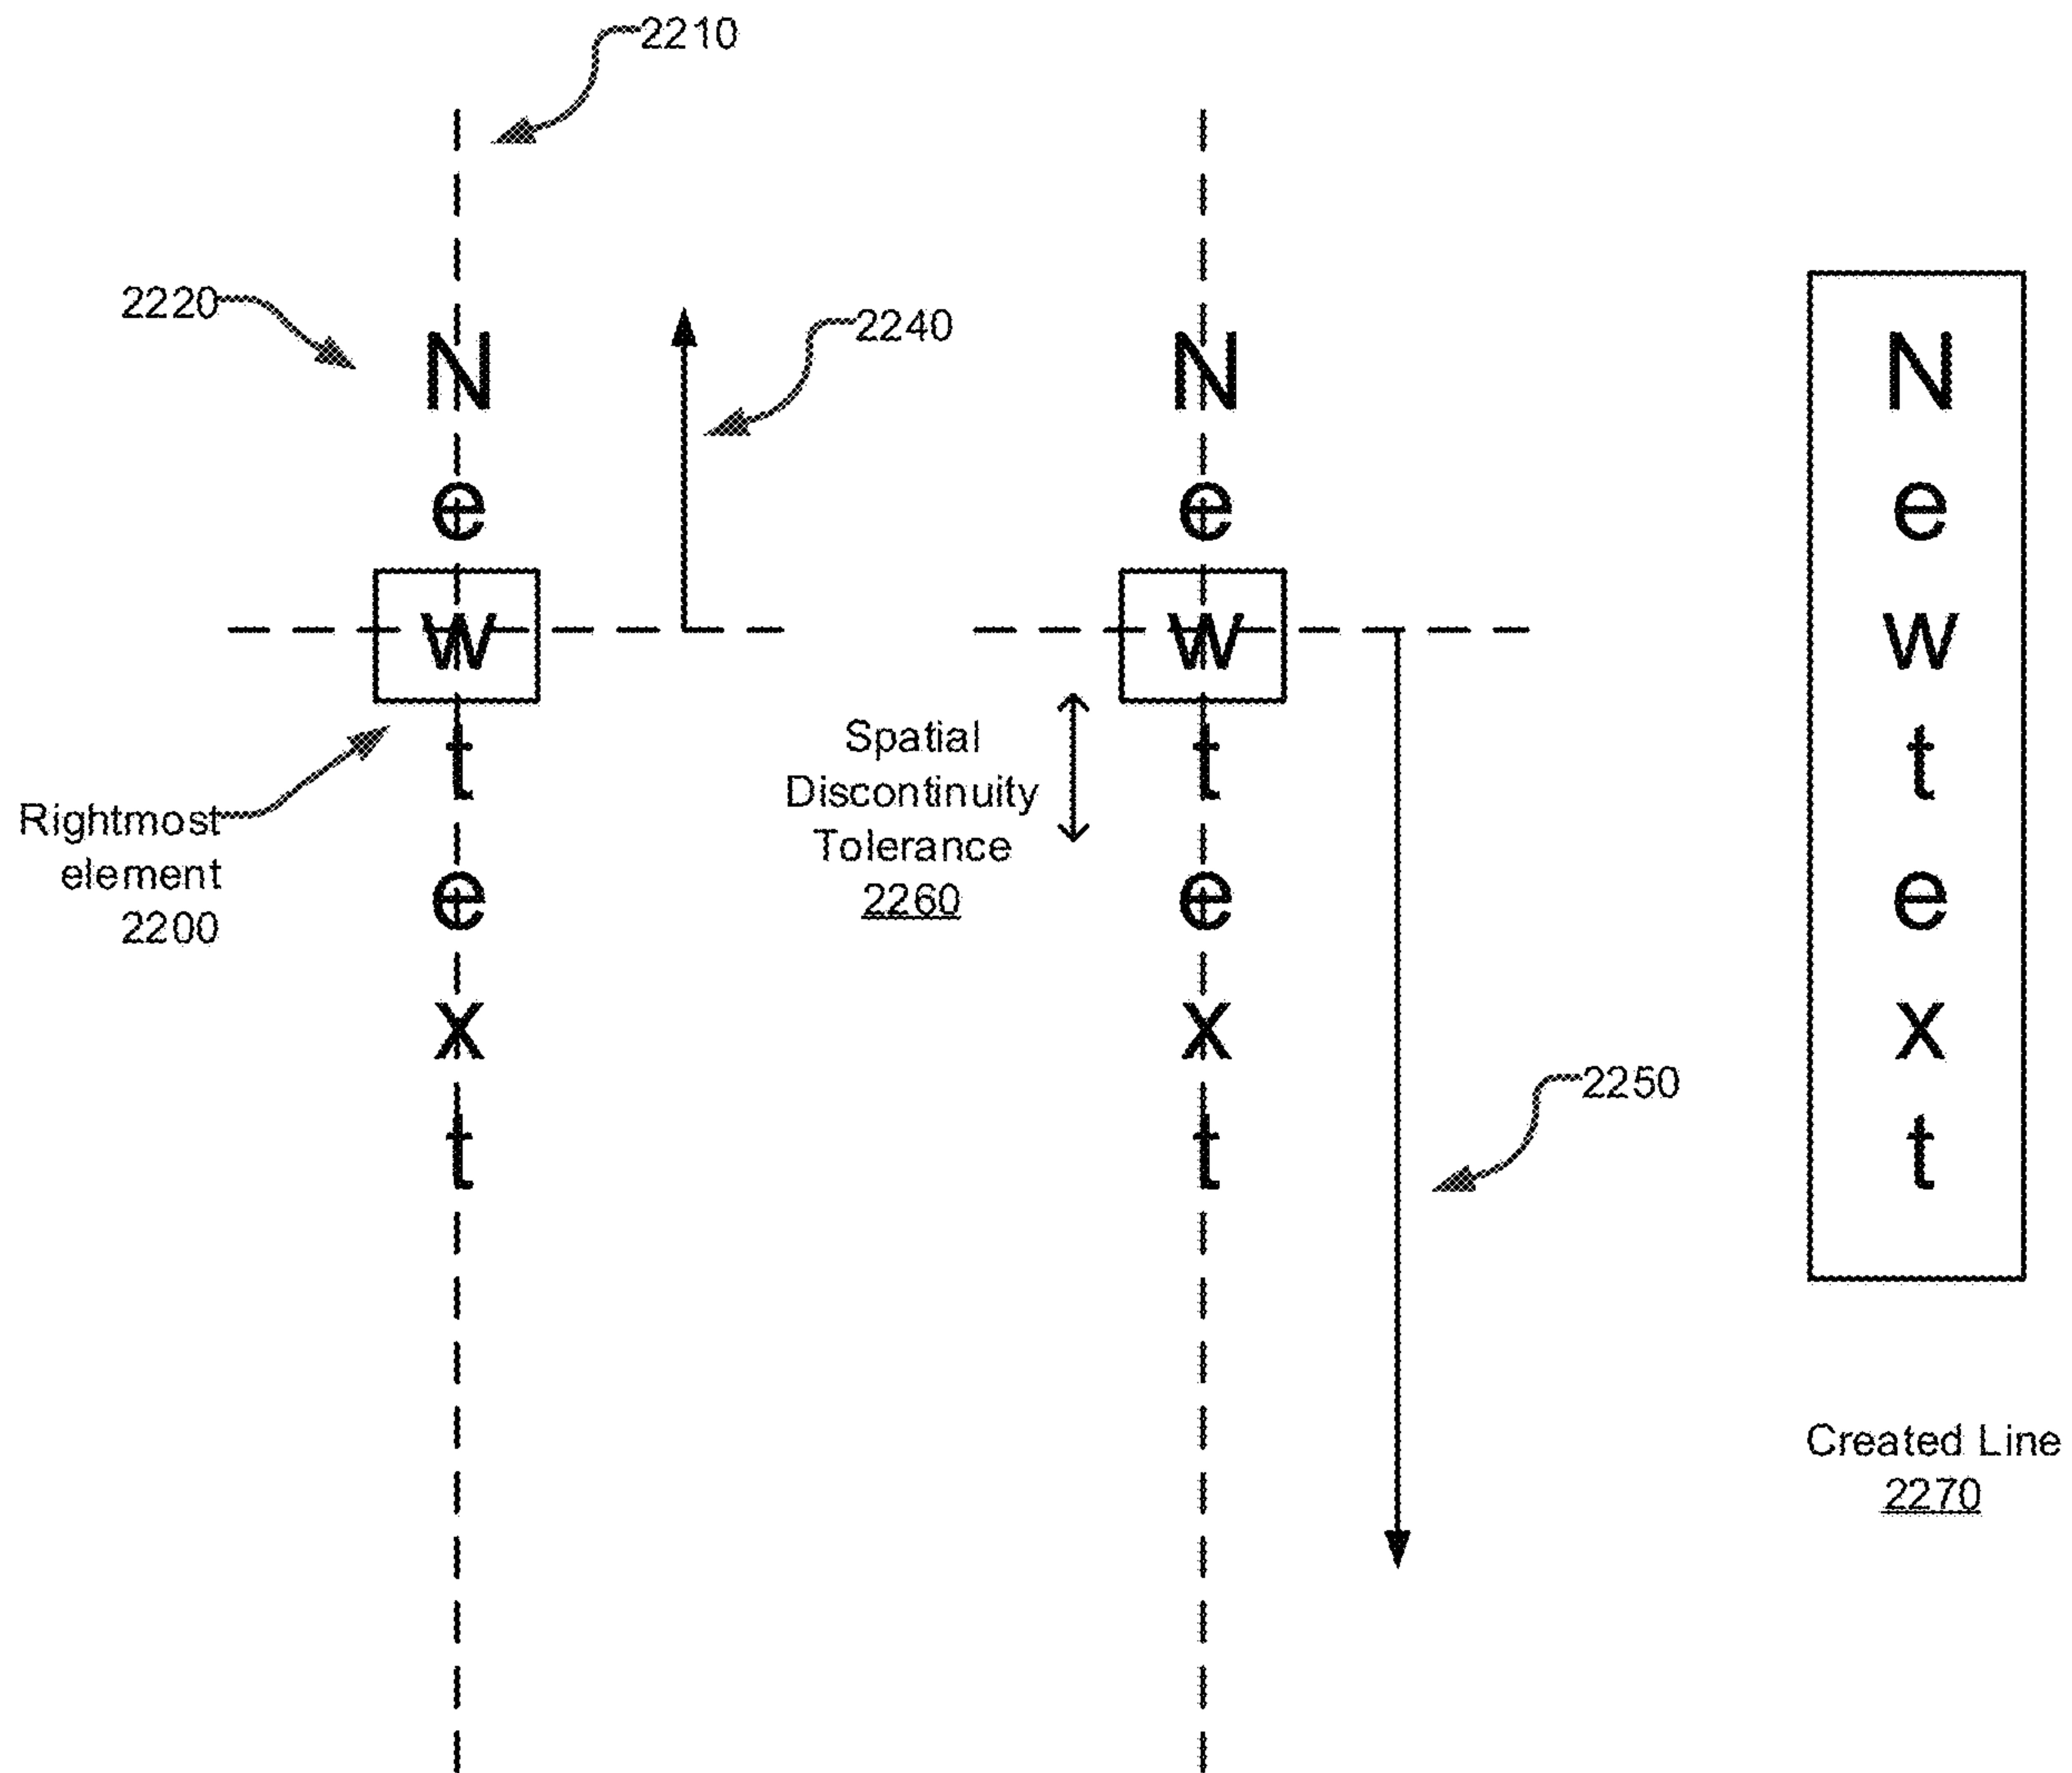 2210
2220
2240
N
e
w
t
e
x
t
Rightmost
element
2200
N
e
w
t
e
x
t
Spatial
Discontinuity
Tolerance
2260
2250
N
e
w
t
e
x
t
Created Line
2270